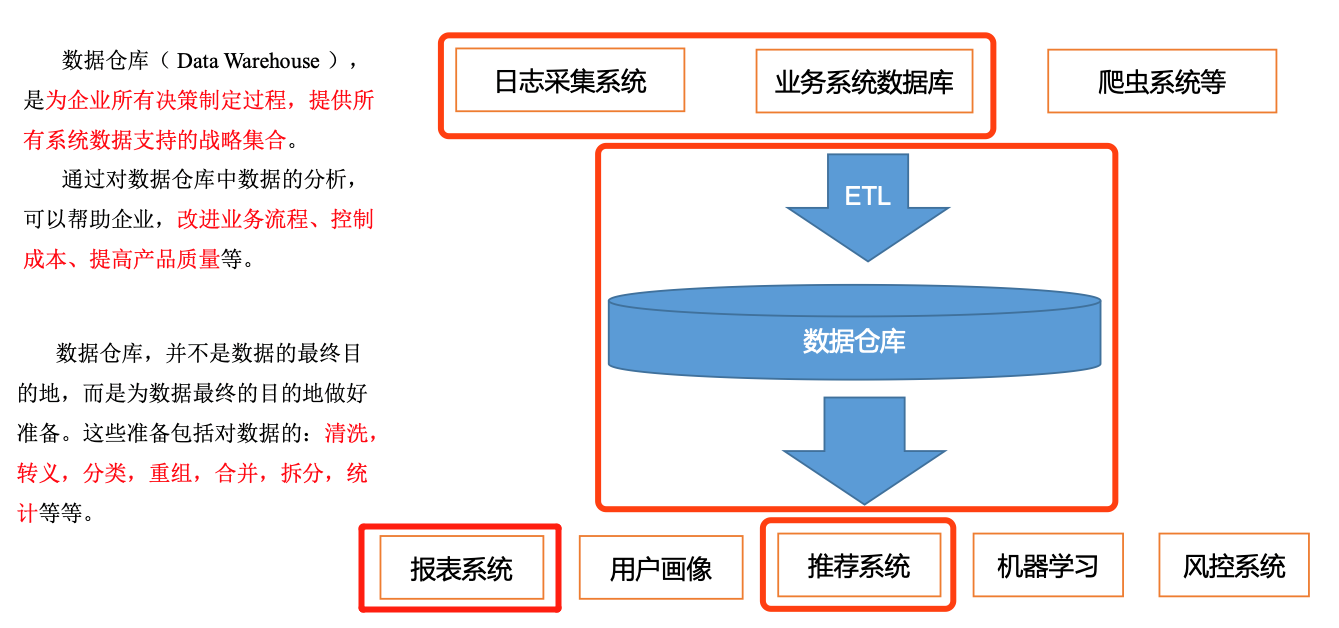 数据仓库（ Data Warehouse ），
是为企业所有决策制定过程，提供所
有系统数据支持的战略集合。
通过对数据仓库中数据的分析，
可以帮助企业，改进业务流程、控制
成本、提高产品质量等。
数据仓库，并不是数据的最终目
的地，而是为数据最终的目的地做好
准备。这些准备包括对数据的：清洗，
转义，分类，重组，合并，拆分，统
计等等。
日志采集系统
业务系统数据库
爬虫系统等
ETL
数据仓库
报表系统
用户画像
推荐系统
机器学习
风控系统